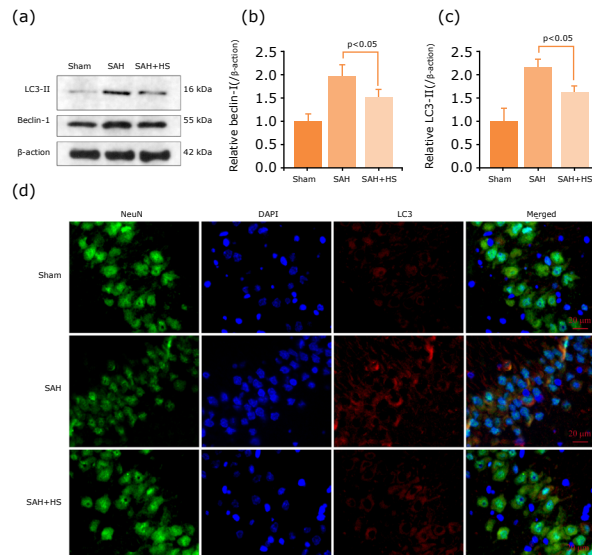 (a)
Sham SAH SAH+HS
LC3-II 16 kDa
Beclin-1 55 kDa
β-action 42 kDa
(b)
p<0.05
Relative beclin-I(/β-action)
2.5
2.0
1.5
1.0
0.5
0.0
Sham SAH SAH+HS
(c)
p<0.05
Relative LC3-II(/β-action)
2.5
2.0
1.5
1.0
0.5
0.0
Sham SAH SAH+HS
(d)
NeuN DAPI LC3 Merged
Sham
SAH
20 μm
SAH+HS